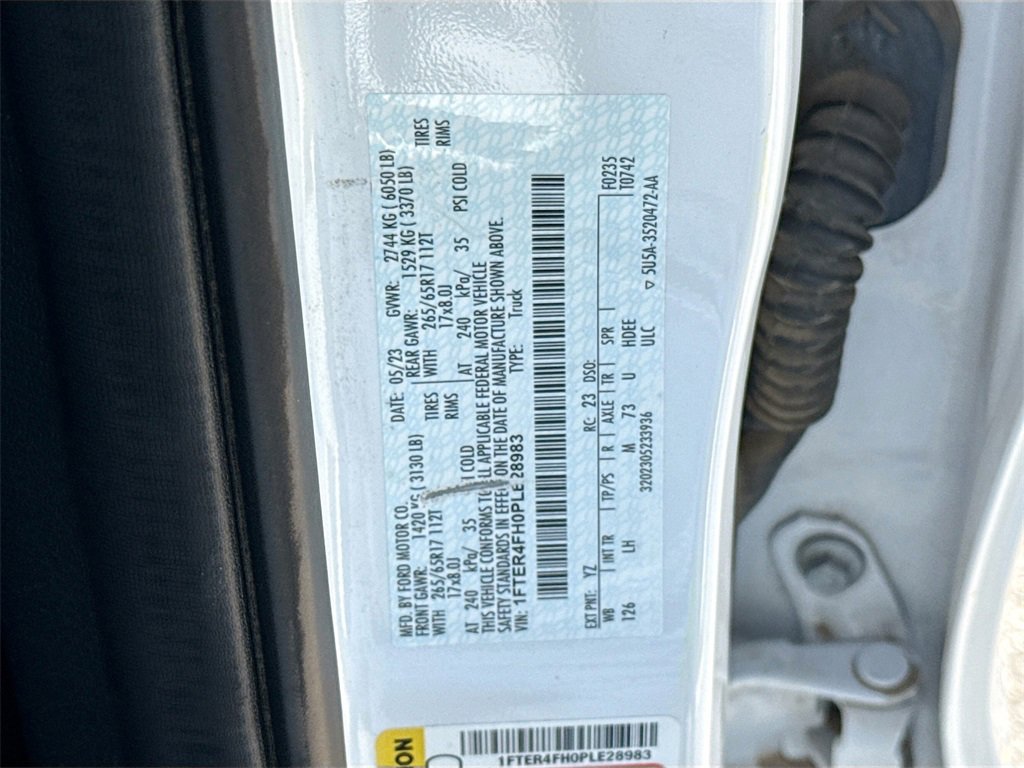 MFD. BY FORD MOTOR CO.
DATE: 05/23 GVWR: 2744 KG ( 6050 LB)
FRONT GAWR: 1420 KG ( 3130 LB) REAR GAWR: 1529 KG ( 3370 LB)
WITH 265/65R17 112T TIRES WITH 265/65R17 112T TIRES
17x8.0J RIMS 17x8.0J RIMS
AT 240 kPa/ 35 COLD AT 240 kPa/ 35 PSI COLD
THIS VEHICLE CONFORMS APPLICABLE FEDERAL MOTOR VEHICLE
SAFETY STANDARDS IN EFFECT ON THE DATE OF MANUFACTURE SHOWN ABOVE.
VIN: 1FTER4FH0PLE28983 TYPE: Truck
EXT PNT: YZ RC: 23 DSO: F0235
WB INT TR TP/PS R AXLE TR SPR T0742
126 LH M 73 U HDEE
3202305233936 ULC ▽ 5U5A-3520472-AA
ION
1FTER4FH0PLE28983